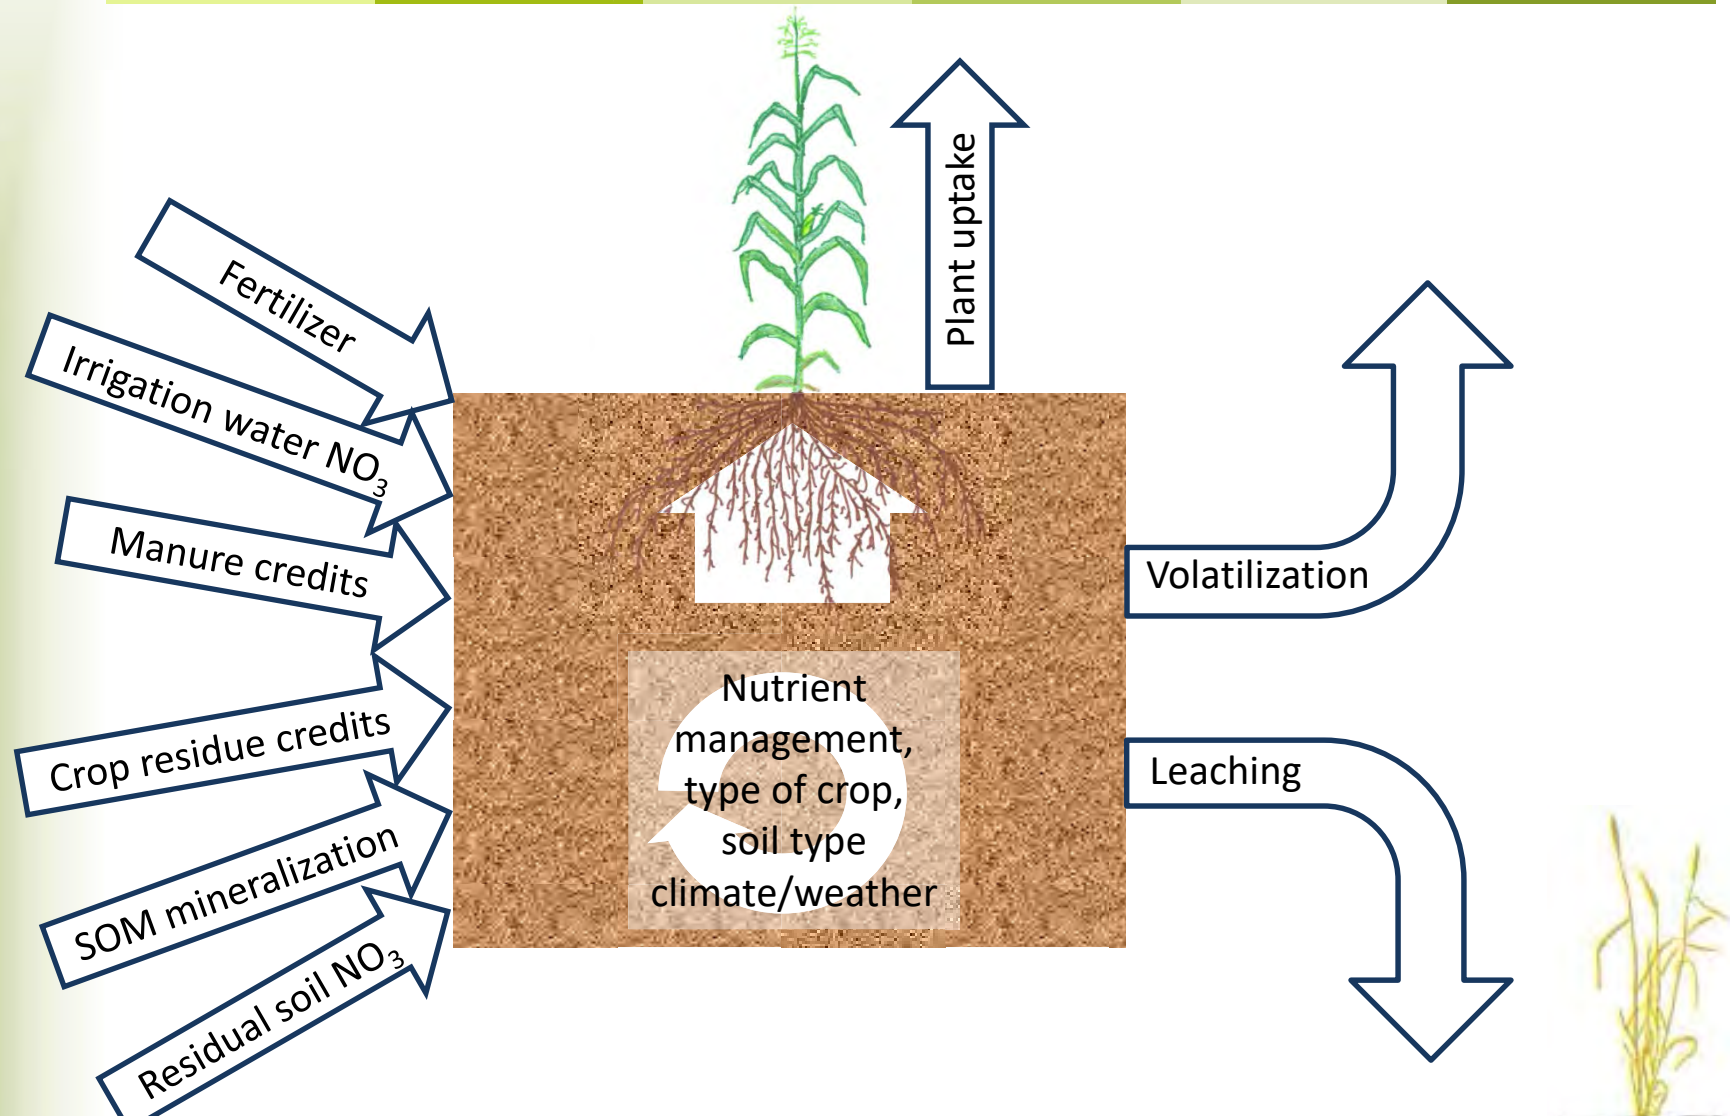 Plant uptake
Fertilizer
Irrigation water NO₃
Manure credits
Crop residue credits
SOM mineralization
Residual soil NO₃
Nutrient
management,
type of crop,
soil type
climate/weather
Volatilization
Leaching